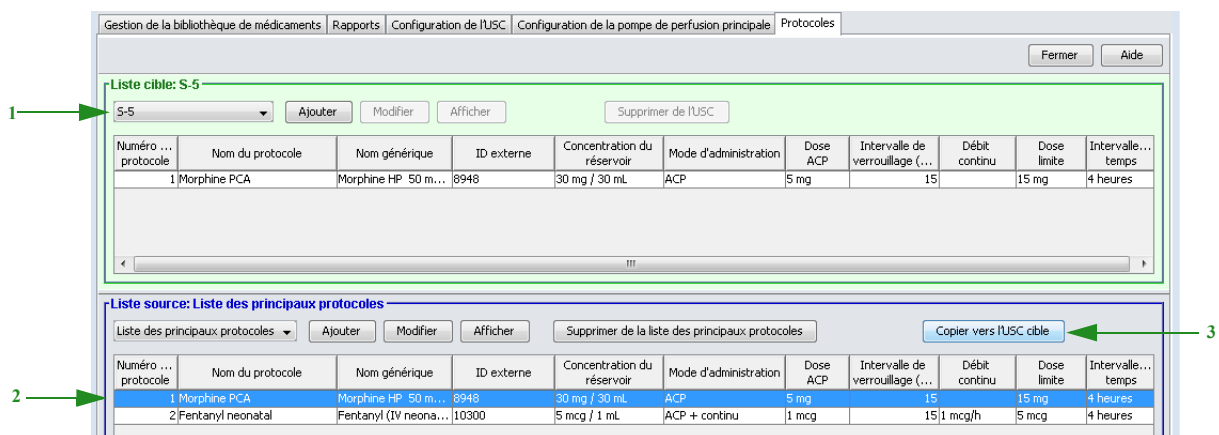 Gestion de la bibliothèque de médicaments Rapports Configuration de l'USC Configuration de la pompe de perfusion principale Protocoles
Fermer Aide
Liste cible: S-5
1 S-5 Ajouter Modifier Afficher Supprimer de l'USC
Numéro ... protocole Nom du protocole Nom générique ID externe Concentration du réservoir Mode d'administration Dose ACP Intervalle de verrouillage (... Débit continu Dose limite Intervalle... temps
1 Morphine PCA Morphine HP 50 m... 8948 30 mg / 30 mL ACP 5 mg 15 15 mg 4 heures
Liste source: Liste des principaux protocoles
Liste des principaux protocoles Ajouter Modifier Afficher Supprimer de la liste des principaux protocoles Copier vers l'USC cible 3
Numéro ... protocole Nom du protocole Nom générique ID externe Concentration du réservoir Mode d'administration Dose ACP Intervalle de verrouillage (... Débit continu Dose limite Intervalle... temps
2 1 Morphine PCA Morphine HP 50 m... 8948 30 mg / 30 mL ACP 5 mg 15 15 mg 4 heures
2 Fentanyl neonatal Fentanyl (IV neona... 10300 5 mcg / 1 mL ACP + continu 1 mcg 15 1 mcg/h 5 mcg 4 heures